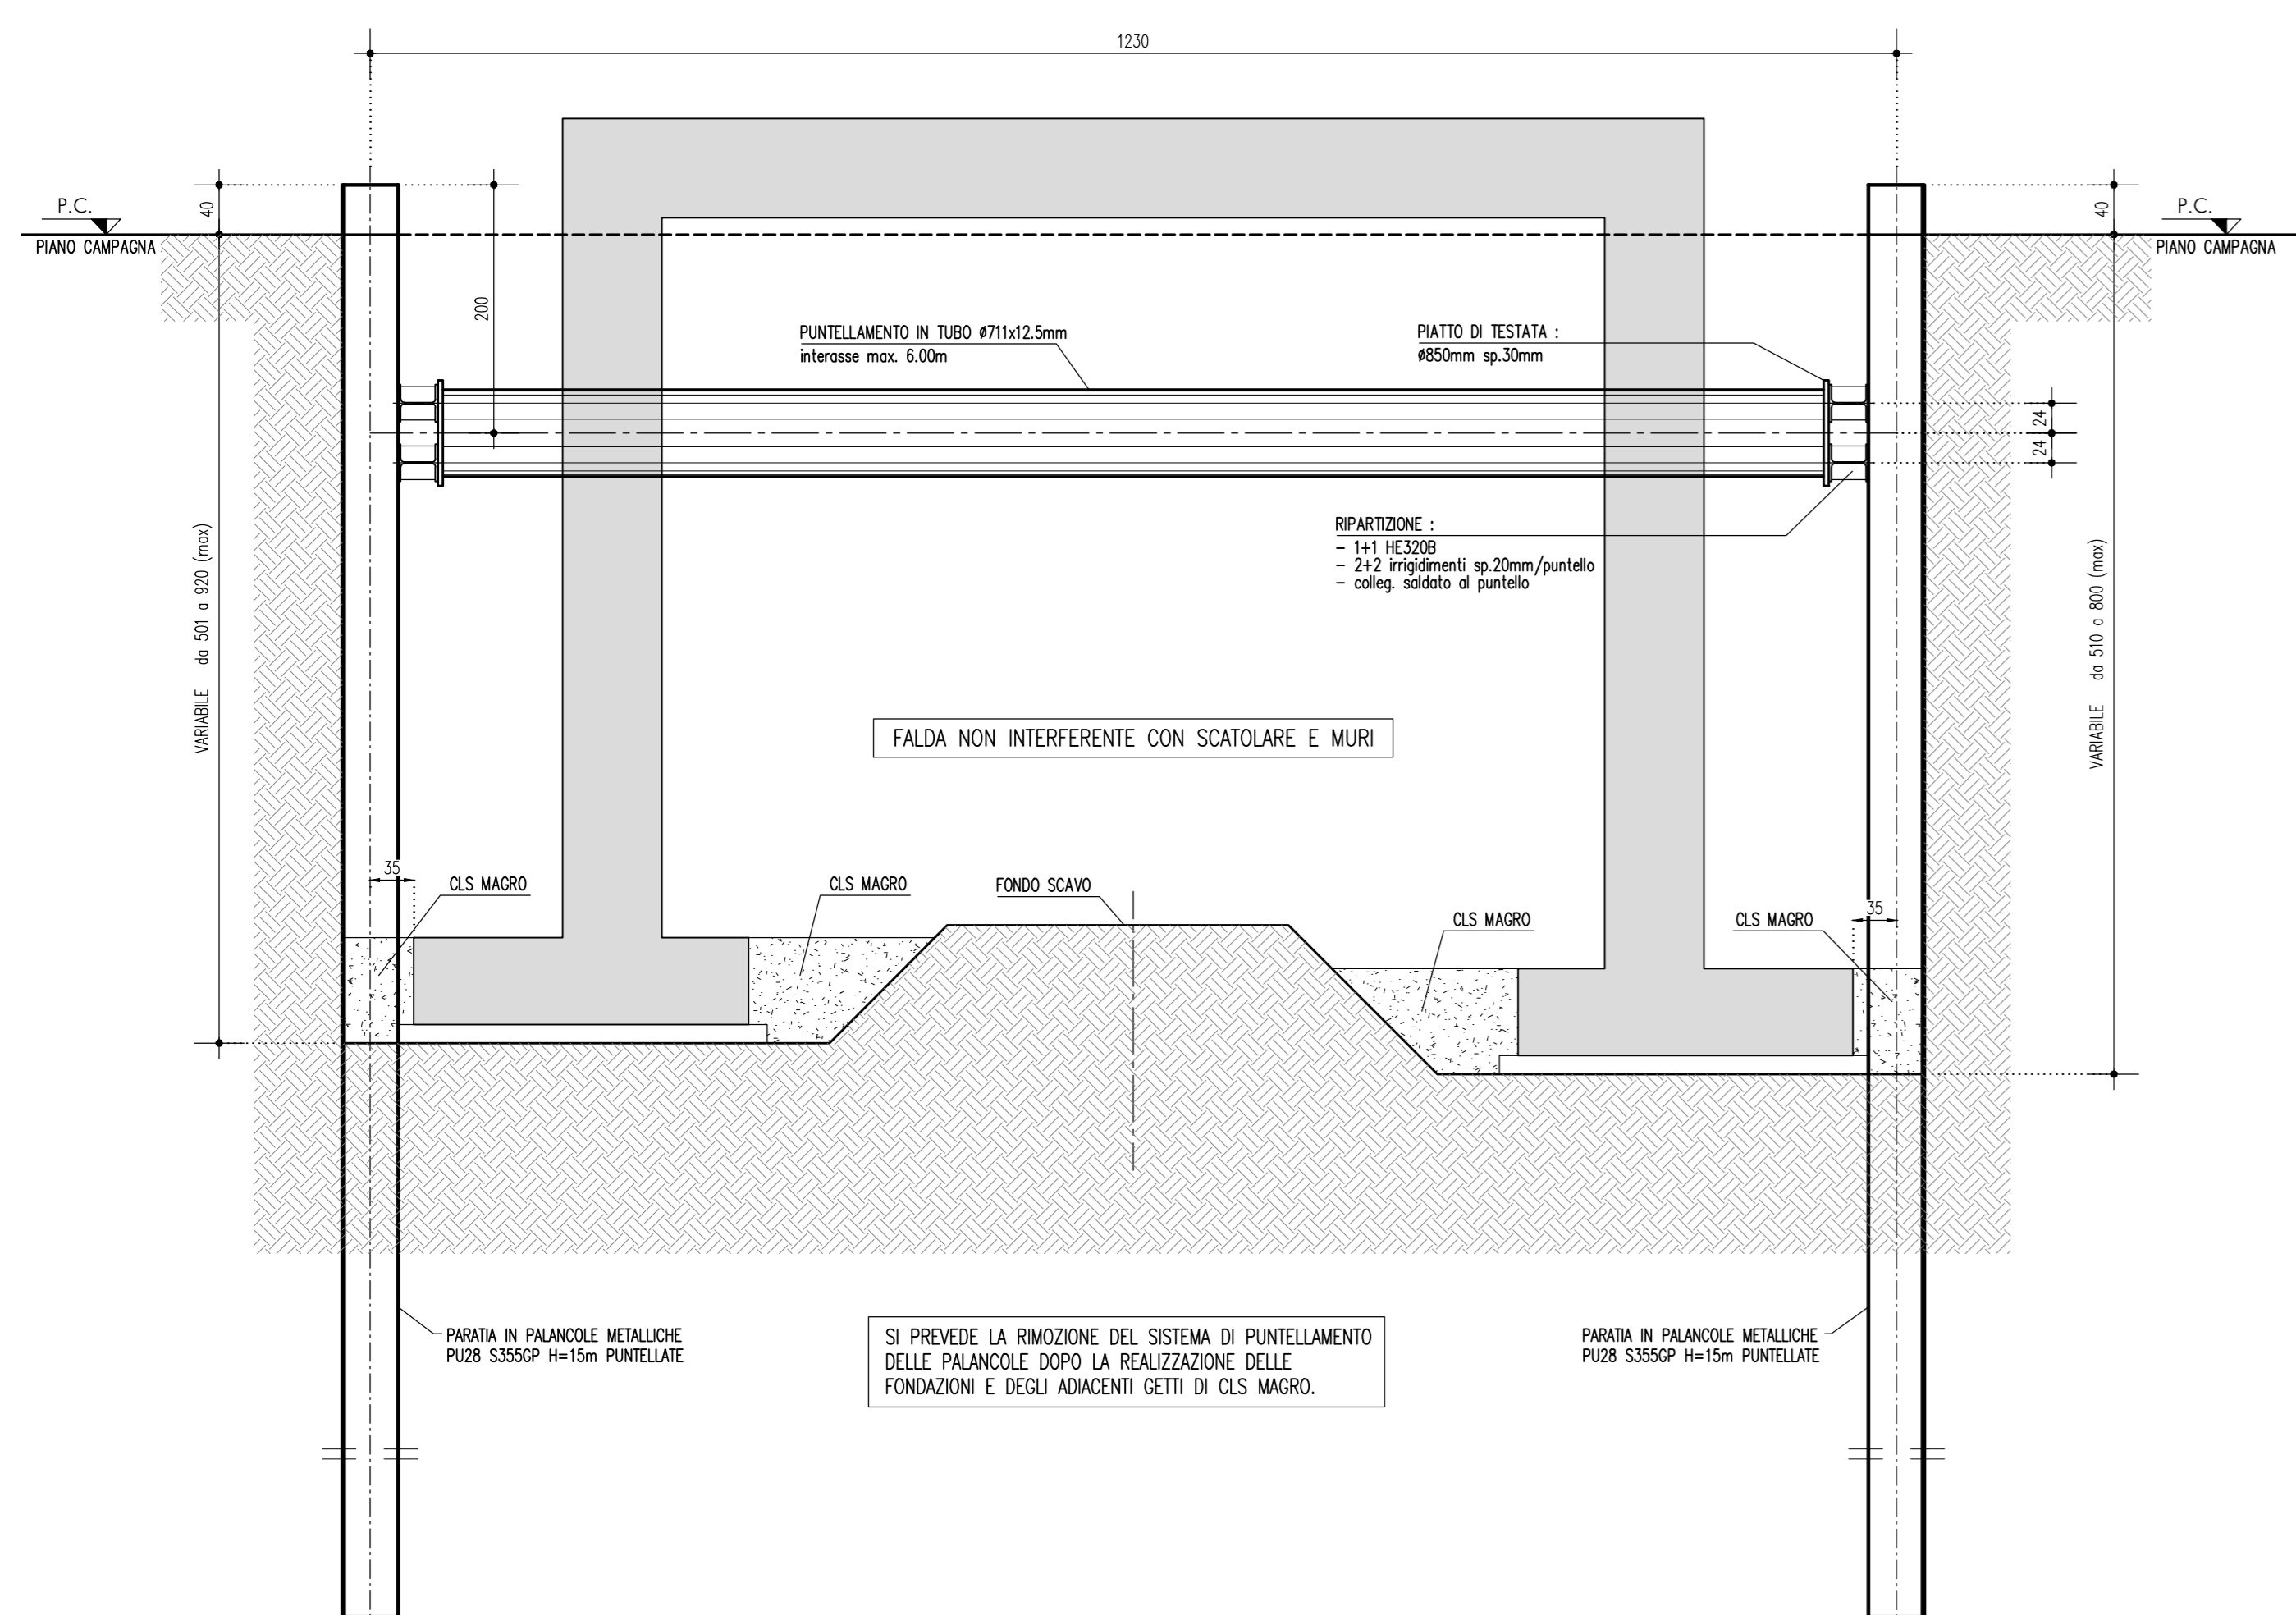 1230
40
P.C.
PIANO CAMPAGNA
200
40
P.C.
PIANO CAMPAGNA
PUNTELLAMENTO IN TUBO ø711x12.5mm
interasse max. 6.00m
PIATTO DI TESTATA :
ø850mm sp.30mm
24
24
RIPARTIZIONE :
- 1+1 HE320B
- 2+2 irrigidimenti sp.20mm/puntello
- colleg. saldato al puntello
VARIABILE da 501 a 920 (max)
VARIABILE da 510 a 800 (max)
FALDA NON INTERFERENTE CON SCATOLARE E MURI
35
CLS MAGRO
CLS MAGRO
FONDO SCAVO
CLS MAGRO
CLS MAGRO
35
PARATIA IN PALANCOLE METALLICHE
PU28 S355GP H=15m PUNTELLATE
SI PREVEDE LA RIMOZIONE DEL SISTEMA DI PUNTELLAMENTO
DELLE PALANCOLE DOPO LA REALIZZAZIONE DELLE
FONDAZIONI E DEGLI ADIACENTI GETTI DI CLS MAGRO.
PARATIA IN PALANCOLE METALLICHE
PU28 S355GP H=15m PUNTELLATE